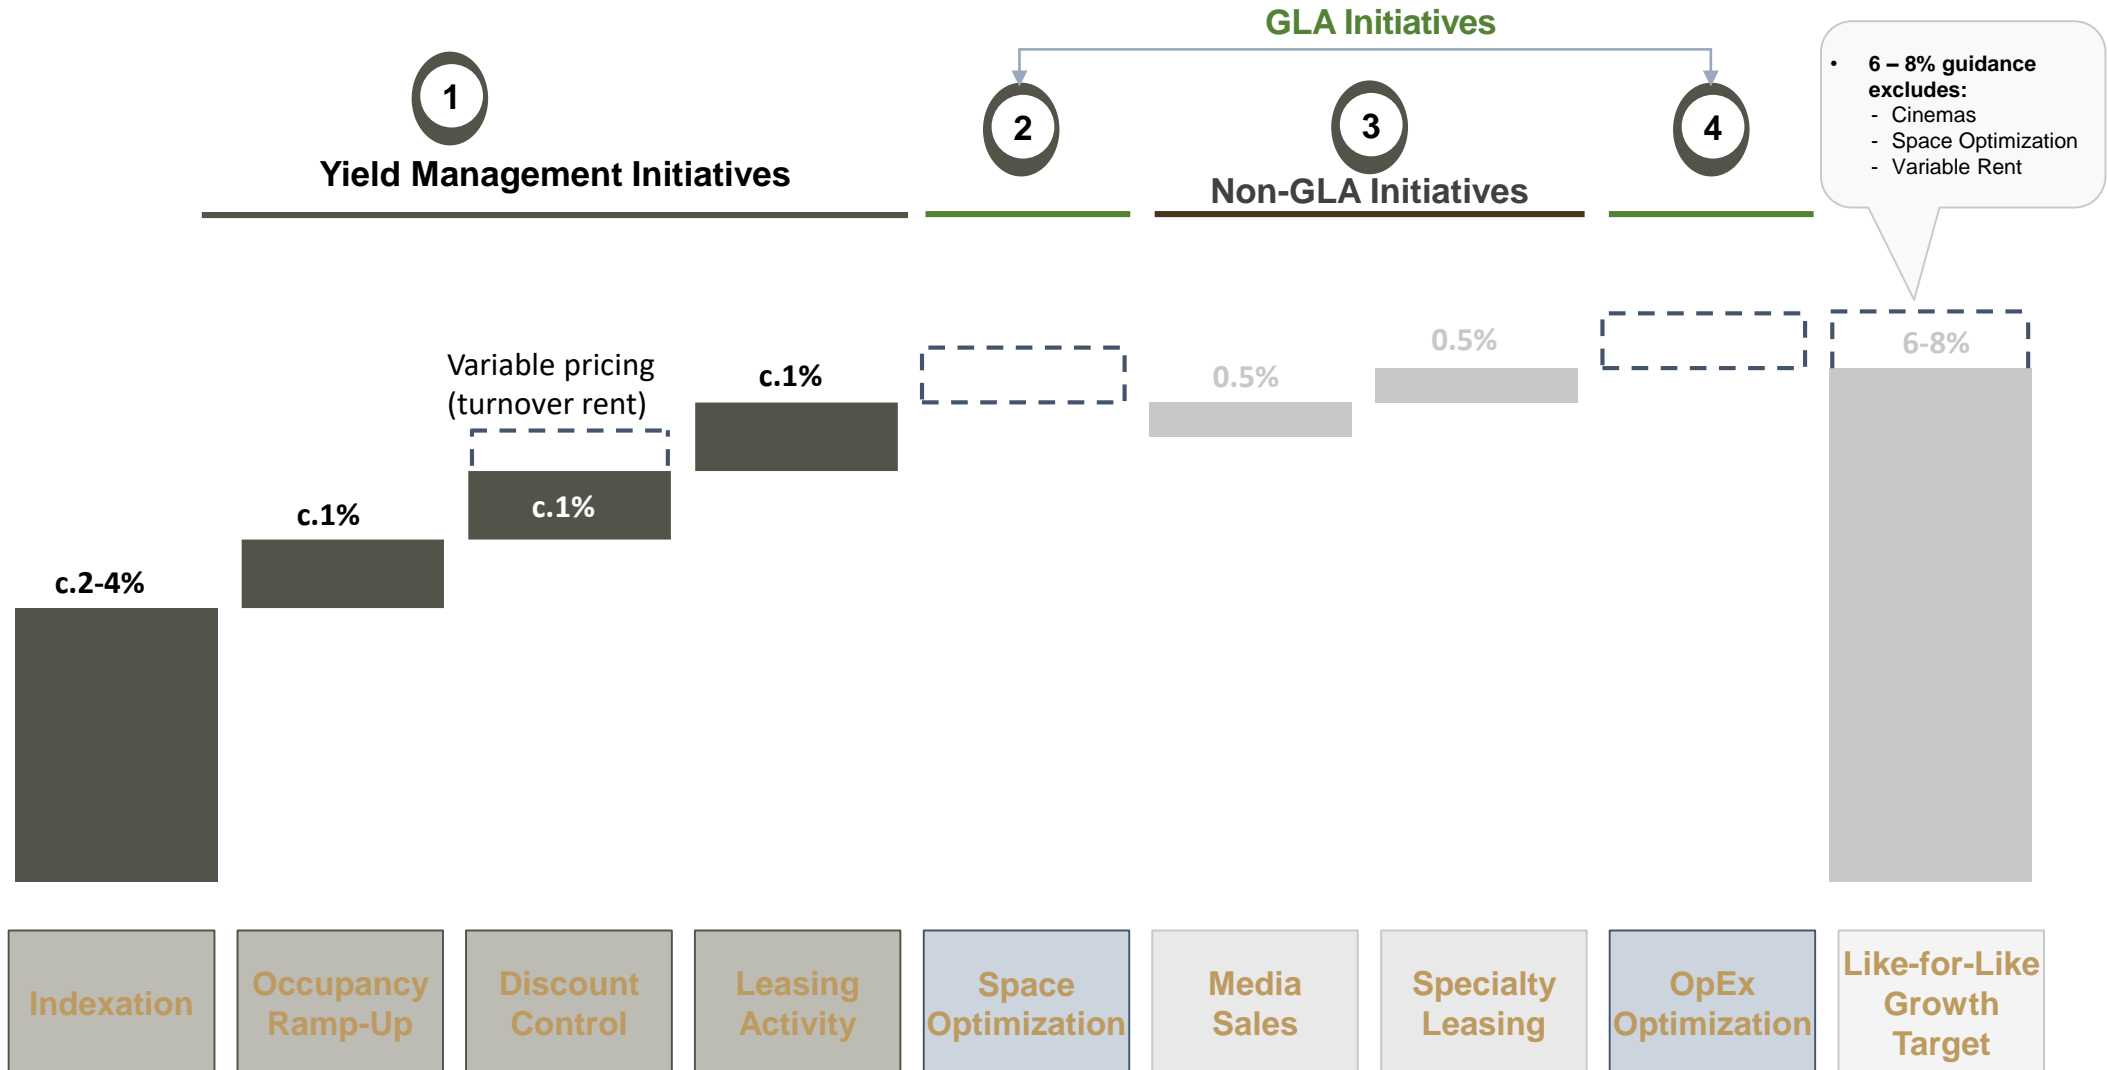 GLA Initiatives
1
Yield Management Initiatives
2
3
Non-GLA Initiatives
4
• 6 – 8% guidance
excludes:
- Cinemas
- Space Optimization
- Variable Rent
c.2-4%
c.1%
Variable pricing
(turnover rent)
c.1%
c.1%
0.5%
0.5%
6-8%
Indexation
Occupancy
Ramp-Up
Discount
Control
Leasing
Activity
Space
Optimization
Media
Sales
Specialty
Leasing
OpEx
Optimization
Like-for-Like
Growth
Target